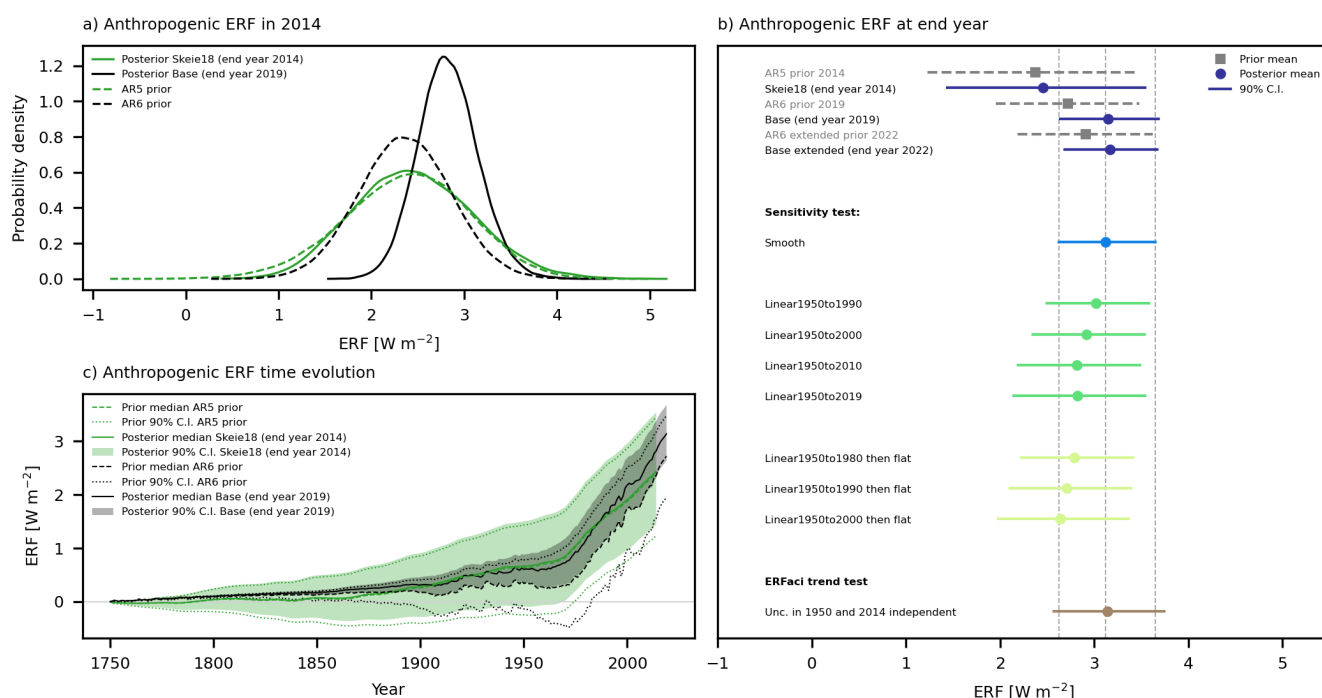 a) Anthropogenic ERF in 2014
Posterior Skeie18 (end year 2014)
Posterior Base (end year 2019)
AR5 prior
AR6 prior
Probability density
1.2
1.0
0.8
0.6
0.4
0.2
0.0
−1 0 1 2 3 4 5
ERF [W m⁻²]
c) Anthropogenic ERF time evolution
Prior median AR5 prior
Prior 90% C.I. AR5 prior
Posterior median Skeie18 (end year 2014)
Posterior 90% C.I. Skeie18 (end year 2014)
Prior median AR6 prior
Prior 90% C.I. AR6 prior
Posterior median Base (end year 2019)
Posterior 90% C.I. Base (end year 2019)
ERF [W m⁻²]
3
2
1
0
1750 1800 1850 1900 1950 2000
Year
b) Anthropogenic ERF at end year
Prior mean
Posterior mean
90% C.I.
AR5 prior 2014
Skeie18 (end year 2014)
AR6 prior 2019
Base (end year 2019)
AR6 extended prior 2022
Base extended (end year 2022)
Sensitivity test:
Smooth
Linear1950to1990
Linear1950to2000
Linear1950to2010
Linear1950to2019
Linear1950to1980 then flat
Linear1950to1990 then flat
Linear1950to2000 then flat
ERFaci trend test
Unc. in 1950 and 2014 independent
−1 0 1 2 3 4 5
ERF [W m⁻²]